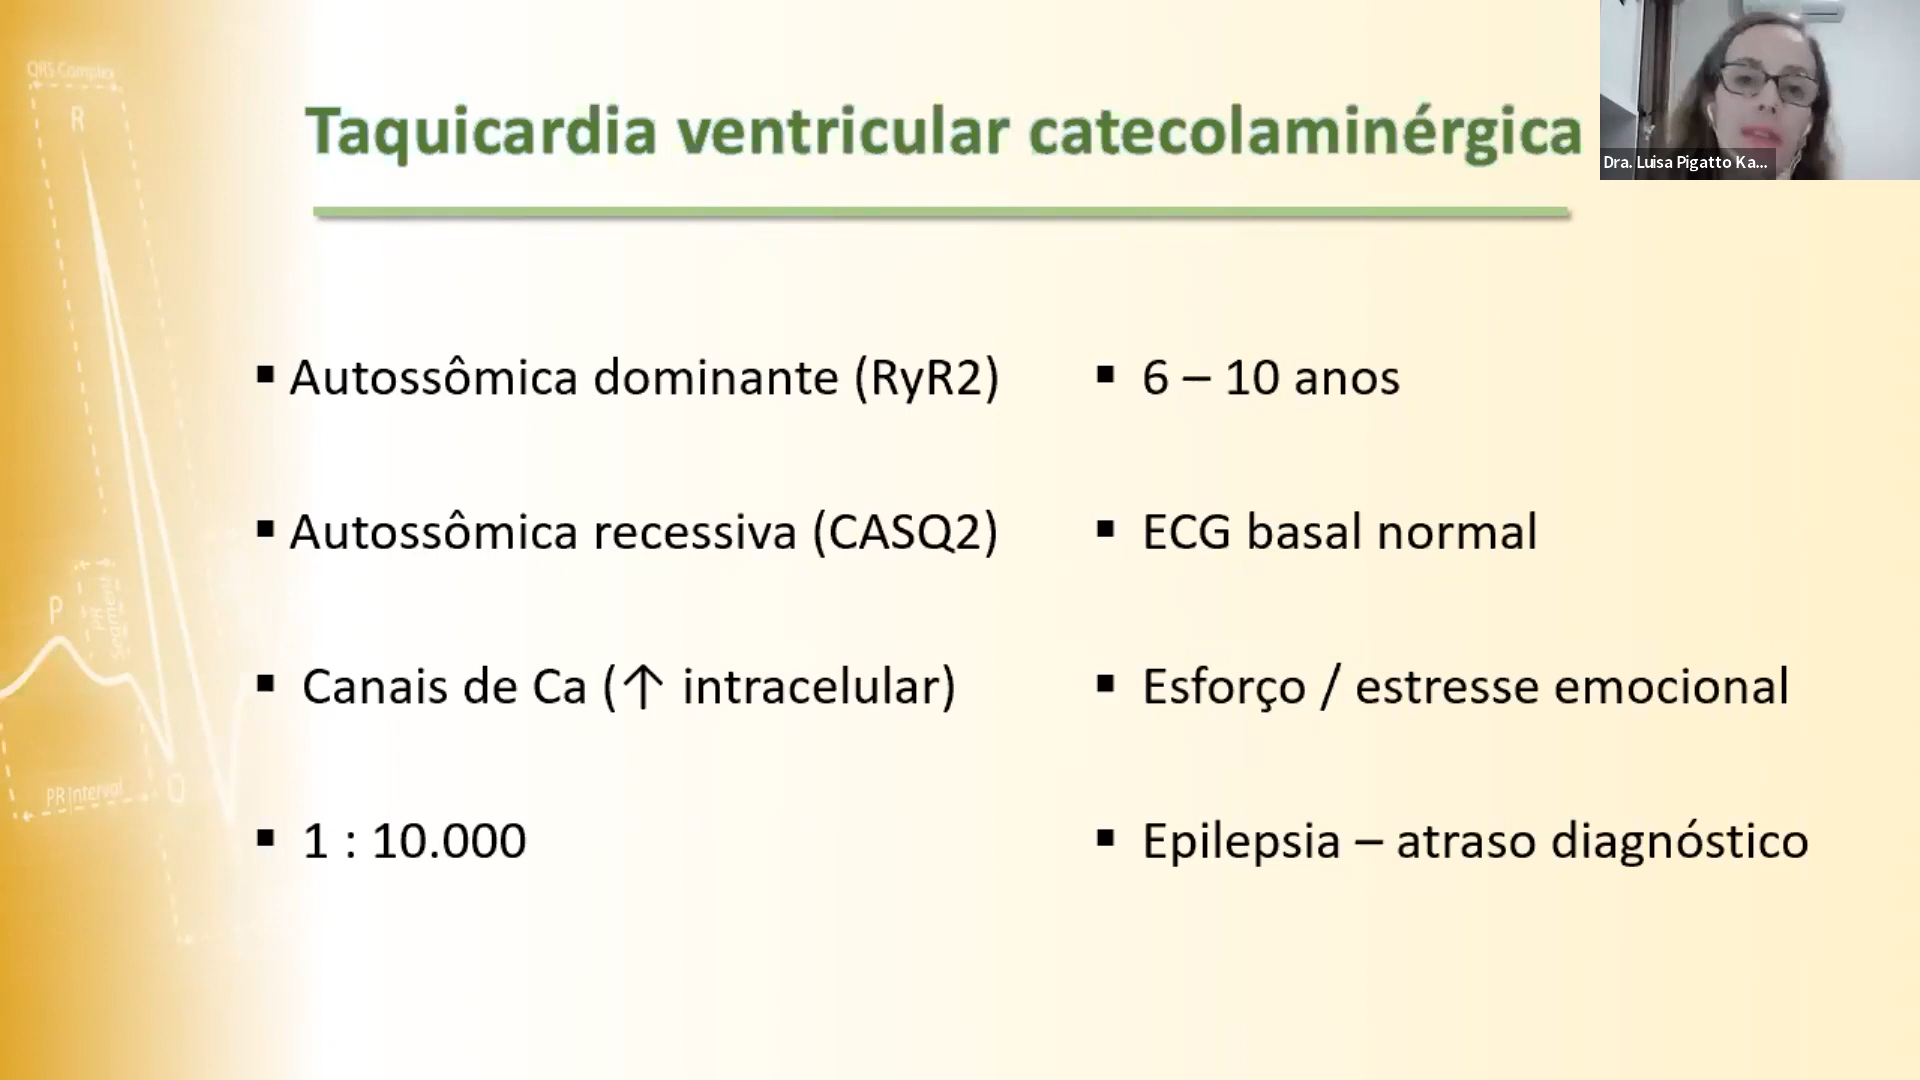 QRS Complex
R
Taquicardia ventricular catecolaminérgica
Dra. Luisa Pigatto Ka...
▪ Autossômica dominante (RyR2)
▪ Autossômica recessiva (CASQ2)
▪ Canais de Ca (↑ intracelular)
▪ 1 : 10.000
▪ 6 – 10 anos
▪ ECG basal normal
▪ Esforço / estresse emocional
▪ Epilepsia – atraso diagnóstico
P
PR
Segment
PR Interval
Q